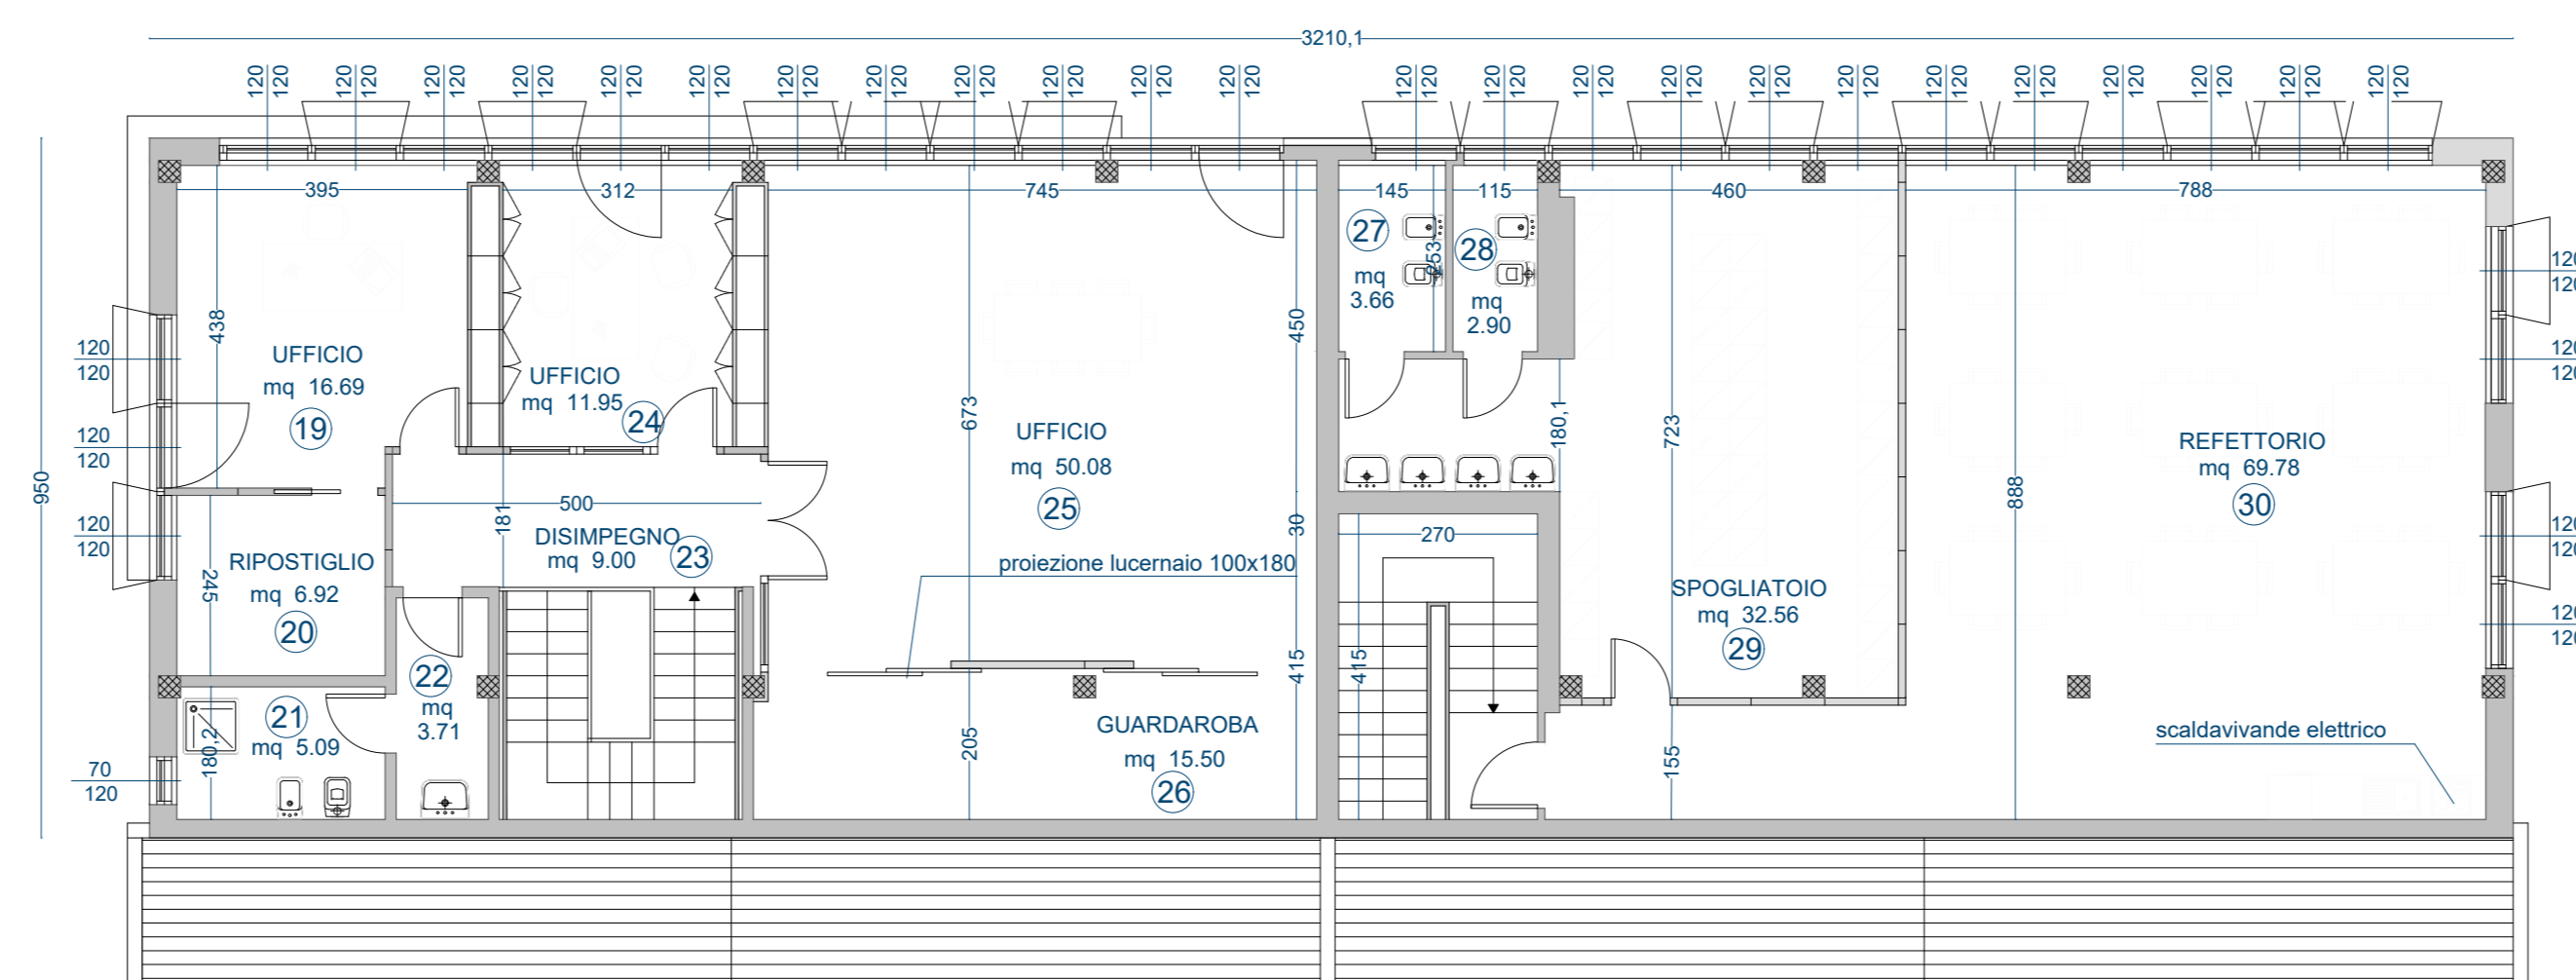 3210,1
120 120 120 120 120 120 120 120 120 120 120 120 120 120 120 120 120 120 120 120 120 120 120 120
120 120 120 120 120 120 120 120 120 120 120 120 120 120 120 120 120 120 120 120 120 120 120 120
395 312 745 145 115 460 788
27
28
253
mq
3.66
mq
2.90
950
438
120
120
120
120
120
120
70
120
UFFICIO
mq 16.69
19
UFFICIO
mq 11.95
24
673
450
UFFICIO
mq 50.08
25
180,1
723
888
REFETTORIO
mq 69.78
30
500
181
DISIMPEGNO
mq 9.00
23
30
270
proiezione lucernaio 100x180
RIPOSTIGLIO
mq 6.92
20
245
415
415
SPOGLIATOIO
mq 32.56
29
22
mq
3.71
21
mq 5.09
180,2
GUARDAROBA
mq 15.50
26
205
155
scaldavivande elettrico